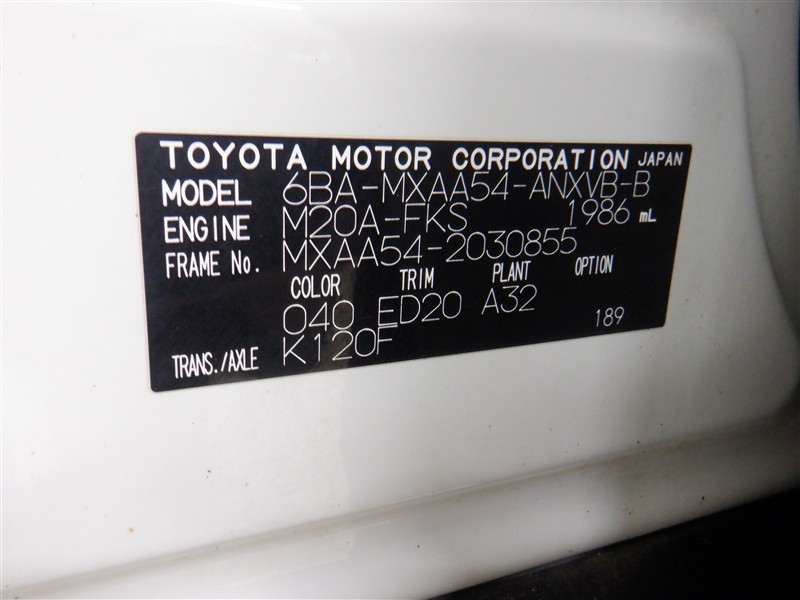 TOYOTA MOTOR CORPORATION JAPAN
MODEL 6BA-MXAA54-ANXVB-B
ENGINE M20A-FKS 1986 mL
FRAME No. MXAA54-2030855
COLOR TRIM PLANT OPTION
040 ED20 A32
189
TRANS./AXLE K120F